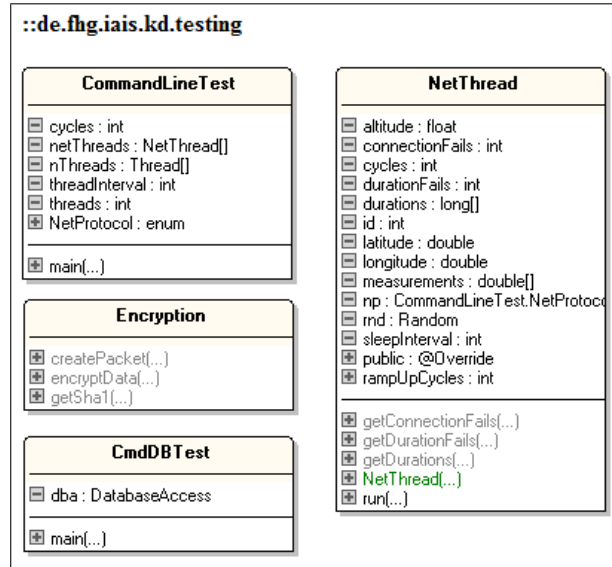 ::de.fhg.iais.kd.testing
CommandLineTest
cycles : int
netThreads : NetThread[]
nThreads : Thread[]
threadInterval : int
threads : int
NetProtocol : enum
main(...)
Encryption
createPacket(...)
encryptData(...)
getSha1(...)
CmdDBTest
dba : DatabaseAccess
main(...)
NetThread
altitude : float
connectionFails : int
cycles : int
durationFails : int
durations : long[]
id : int
latitude : double
longitude : double
measurements : double[]
np : CommandLineTest.NetProtoco
rnd : Random
sleepInterval : int
public : @Override
rampUpCycles : int
getConnectionFails(...)
getDurationFails(...)
getDurations(...)
NetThread(...)
run(...)